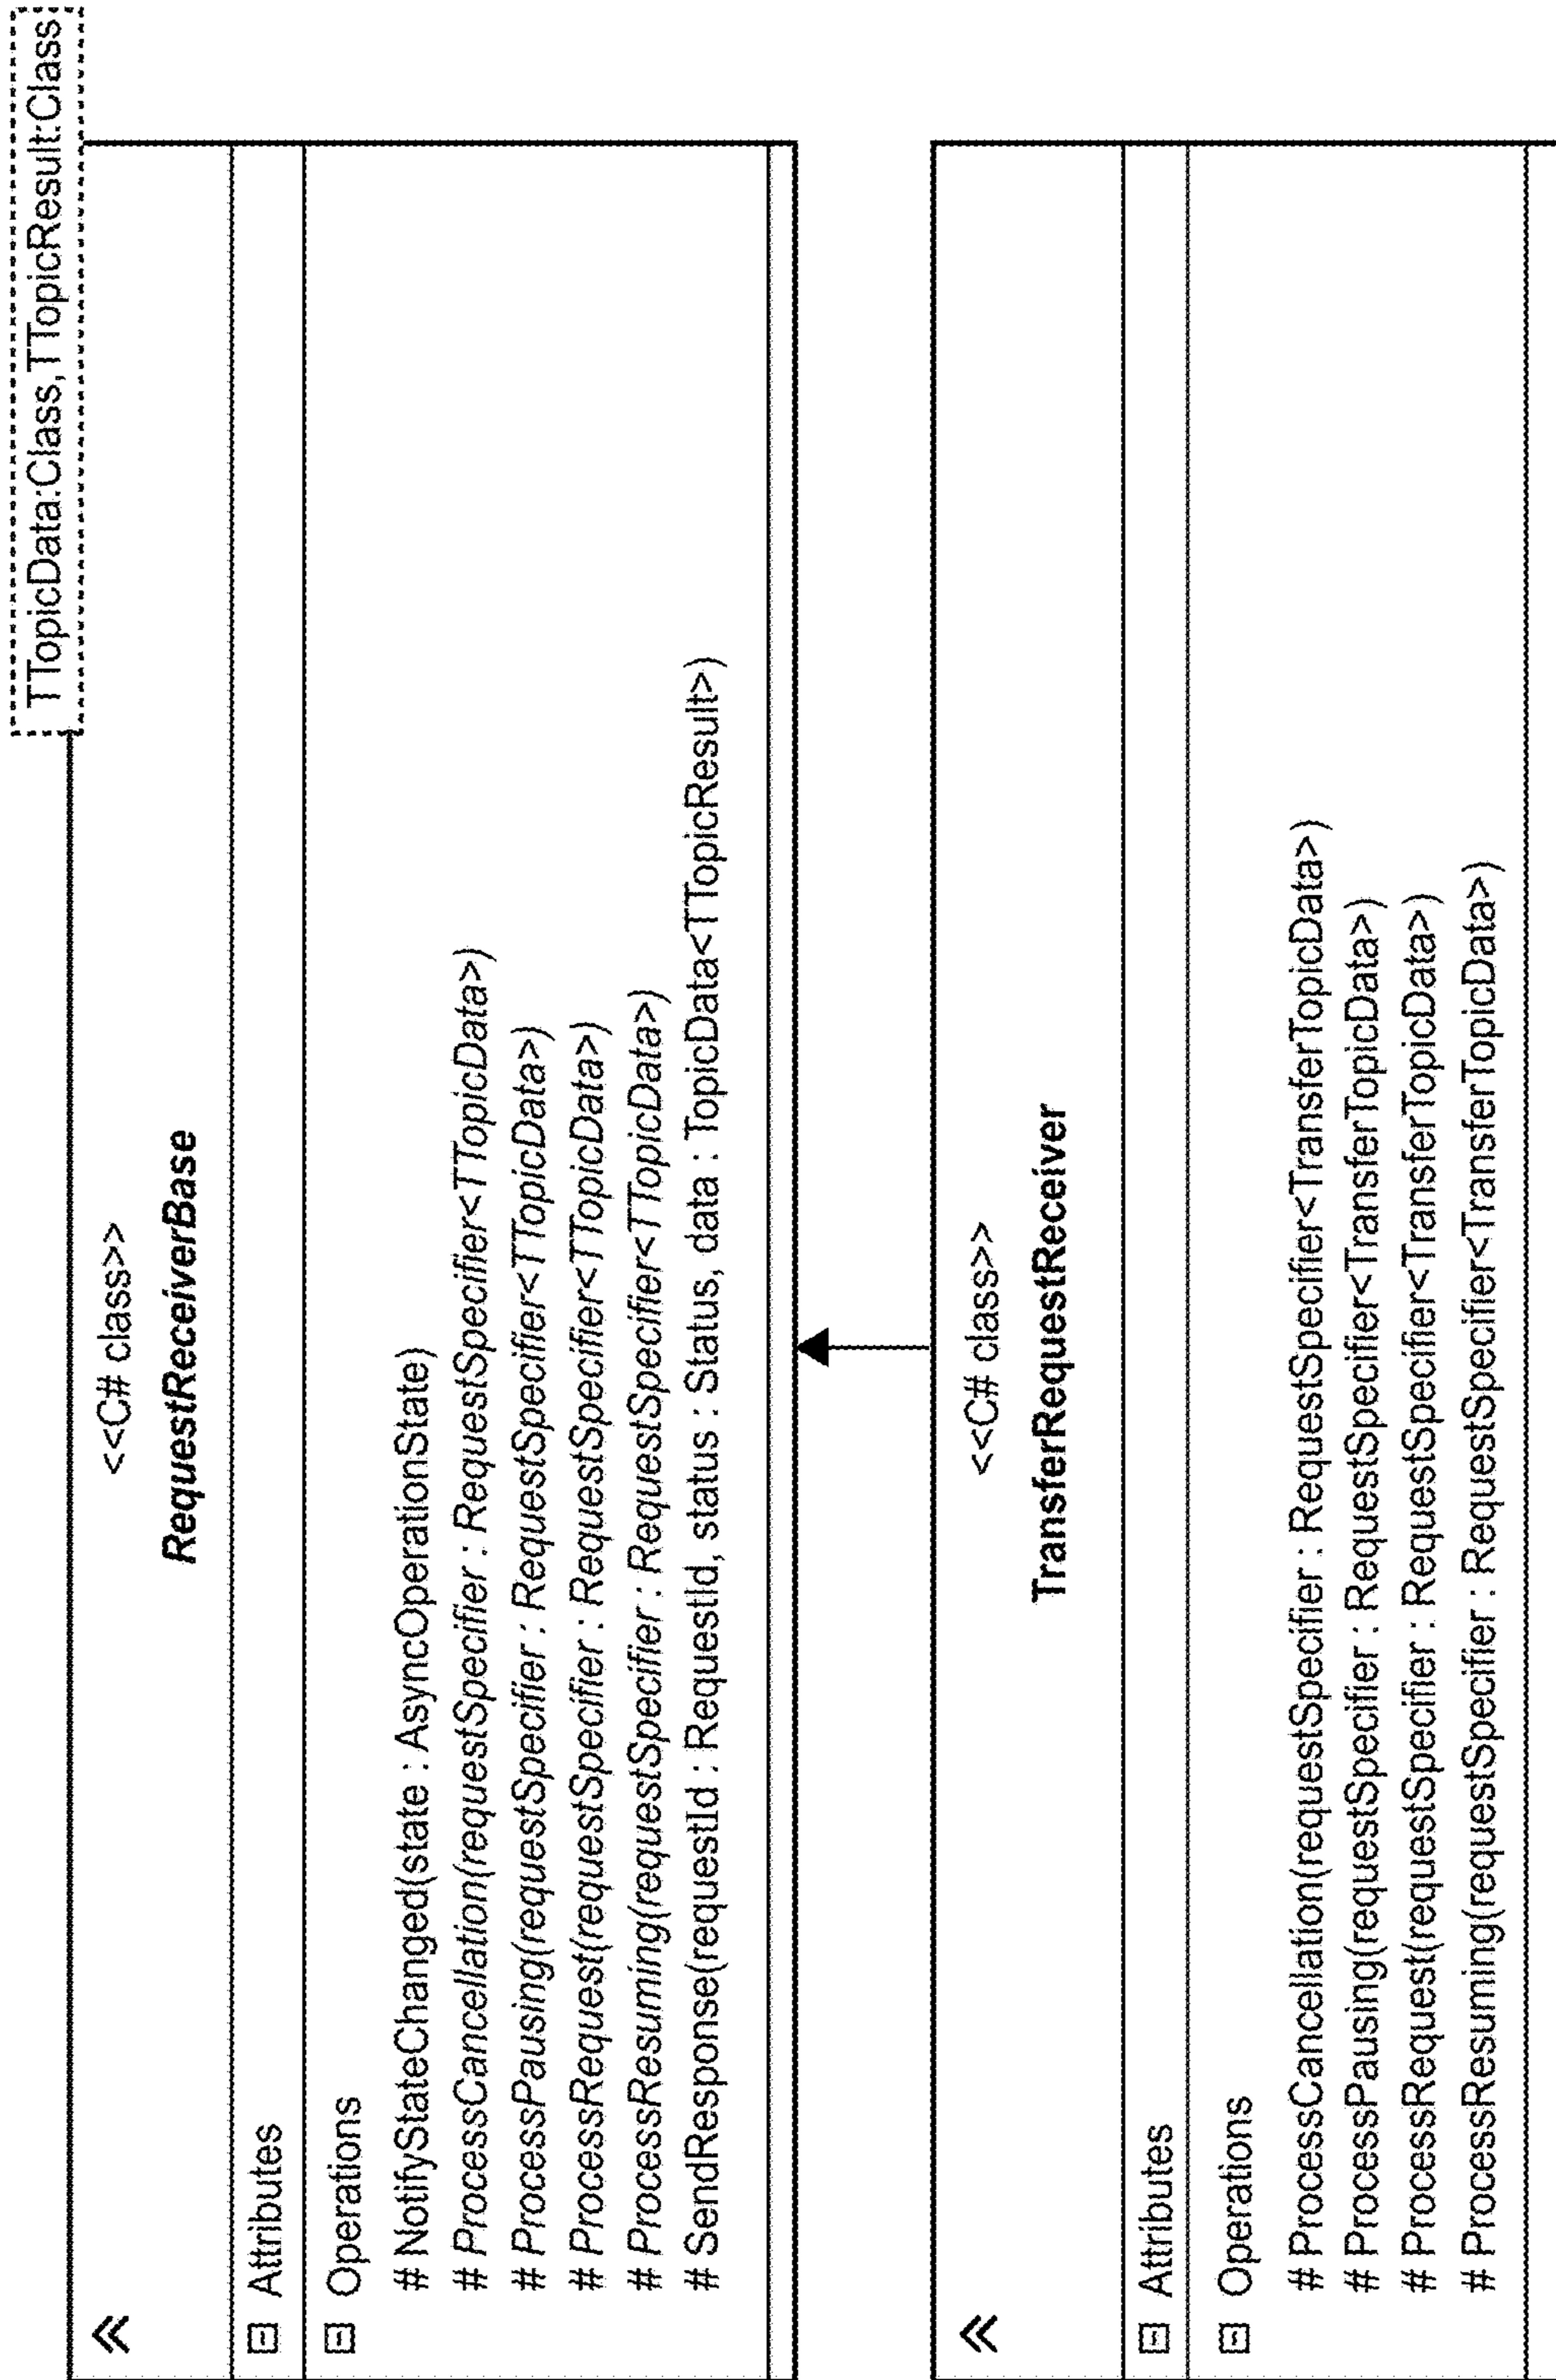 TTopicData:Class,TTopicResult:Class
<<C# class>>
RequestReceiverBase
Attributes
Operations
# NotifyStateChanged(state : AsyncOperationState)
# ProcessCancellation(requestSpecifier : RequestSpecifier<TTopicData>)
# ProcessPausing(requestSpecifier : RequestSpecifier<TTopicData>)
# ProcessRequest(requestSpecifier : RequestSpecifier<TTopicData>)
# ProcessResuming(requestSpecifier : RequestSpecifier<TTopicData>)
# SendResponse(requestId : RequestId, status : Status, data : TopicData<TTopicResult>)
<<C# class>>
TransferRequestReceiver
Attributes
Operations
# ProcessCancellation(requestSpecifier : RequestSpecifier<TransferTopicData>)
# ProcessPausing(requestSpecifier : RequestSpecifier<TransferTopicData>)
# ProcessRequest(requestSpecifier : RequestSpecifier<TransferTopicData>)
# ProcessResuming(requestSpecifier : RequestSpecifier<TransferTopicData>)